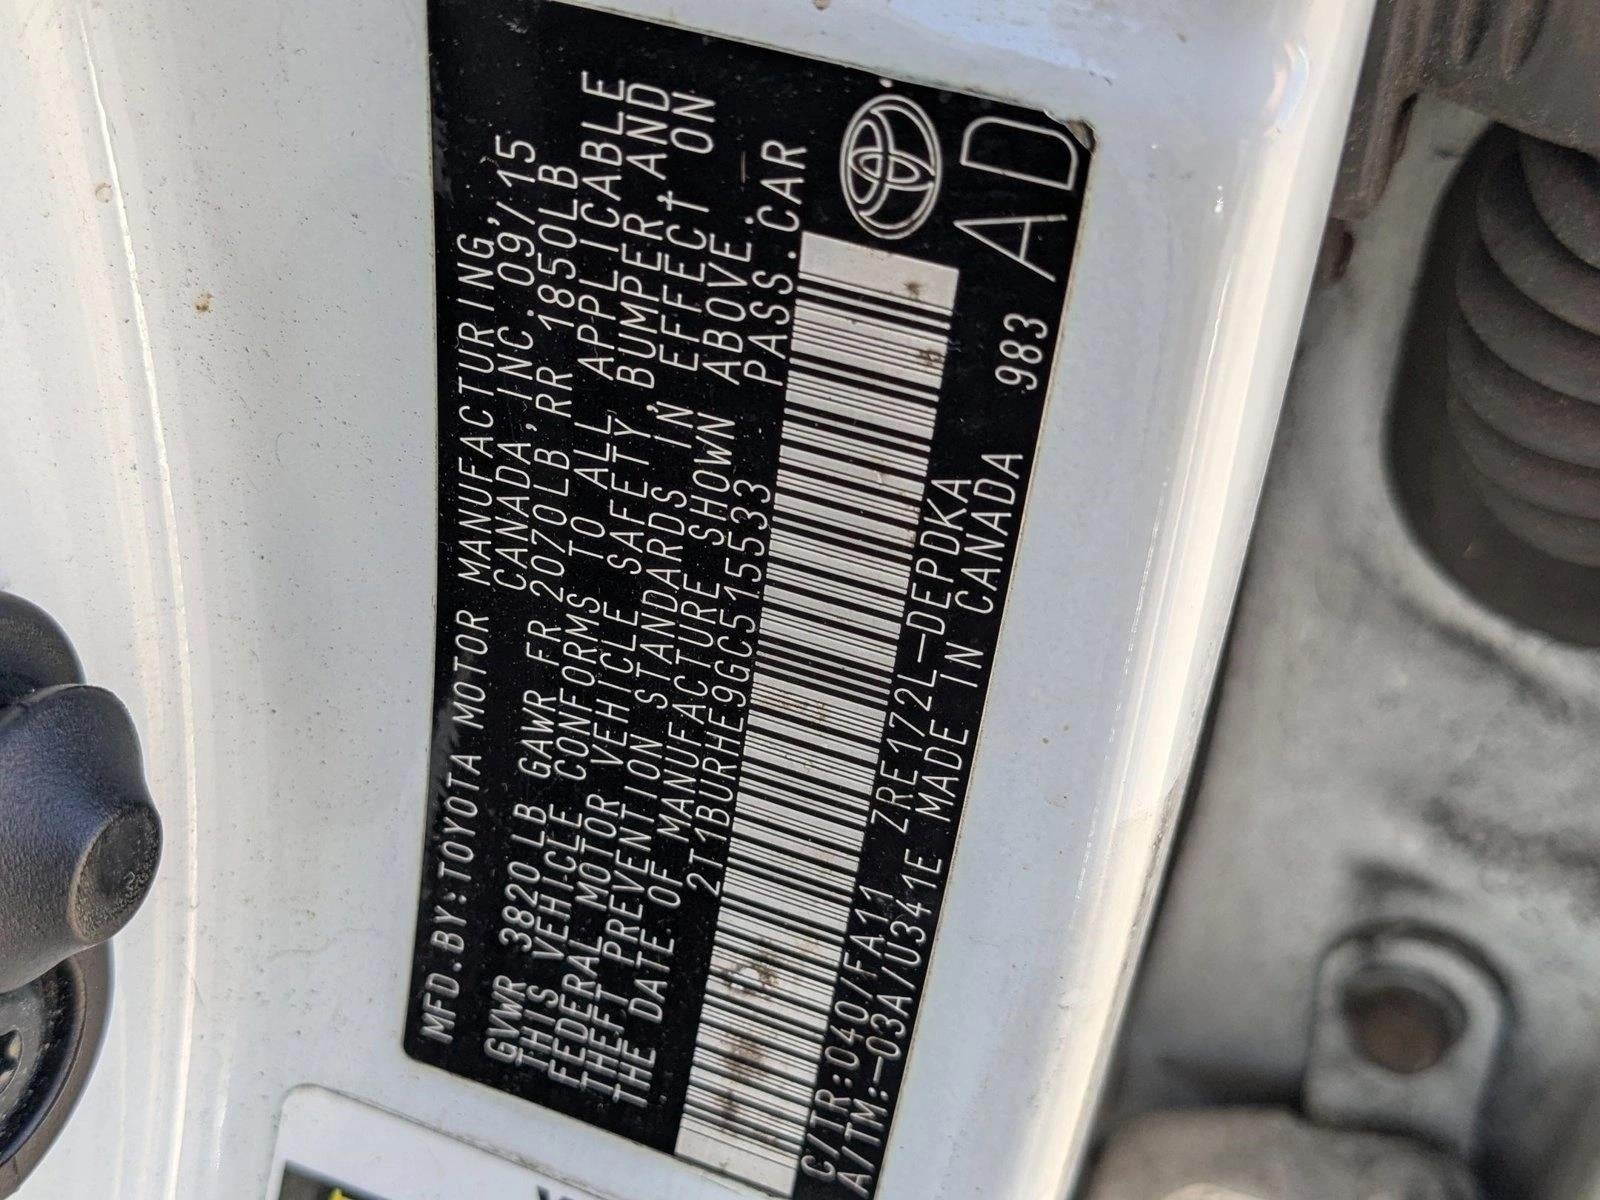 MFD.BY:TOYOTA MOTOR MANUFACTURING,
CANADA, INC. 09/15
GVWR 3820LB GAWR FR 2070LB, RR 1850LB
THIS VEHICLE CONFORMS TO ALL APPLICABLE
FEDERAL MOTOR VEHICLE SAFETY, BUMPER, AND
THEFT PREVENTION STANDARDS IN EFFECT ON
THE DATE OF MANUFACTURE SHOWN ABOVE.
2T1BURHE9GC515533 PASS.CAR
C/TR:040/FA11 ZRE172L-DEPDKA
A/TM:-03A/U341E MADE IN CANADA 983
AD